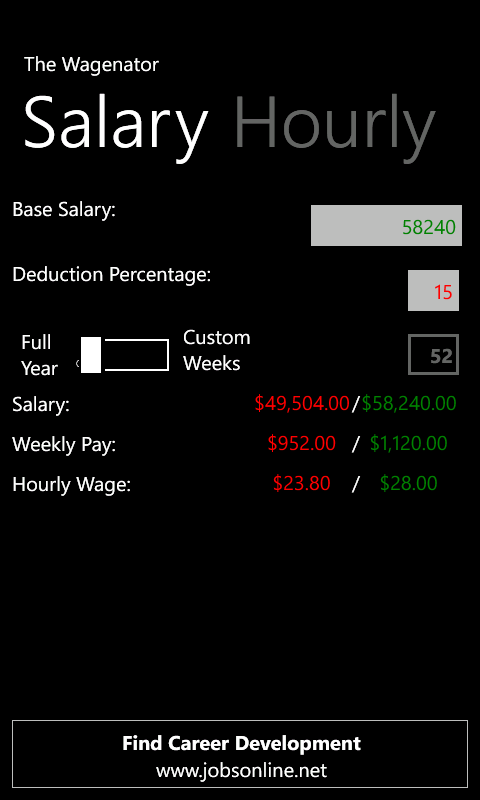 The Wagenator
Salary Hourly
Base Salary:
58240
Deduction Percentage:
15
Full
Year
Custom
Weeks
52
Salary: $49,504.00/$58,240.00
Weekly Pay: $952.00 / $1,120.00
Hourly Wage: $23.80 / $28.00
Find Career Development
www.jobsonline.net